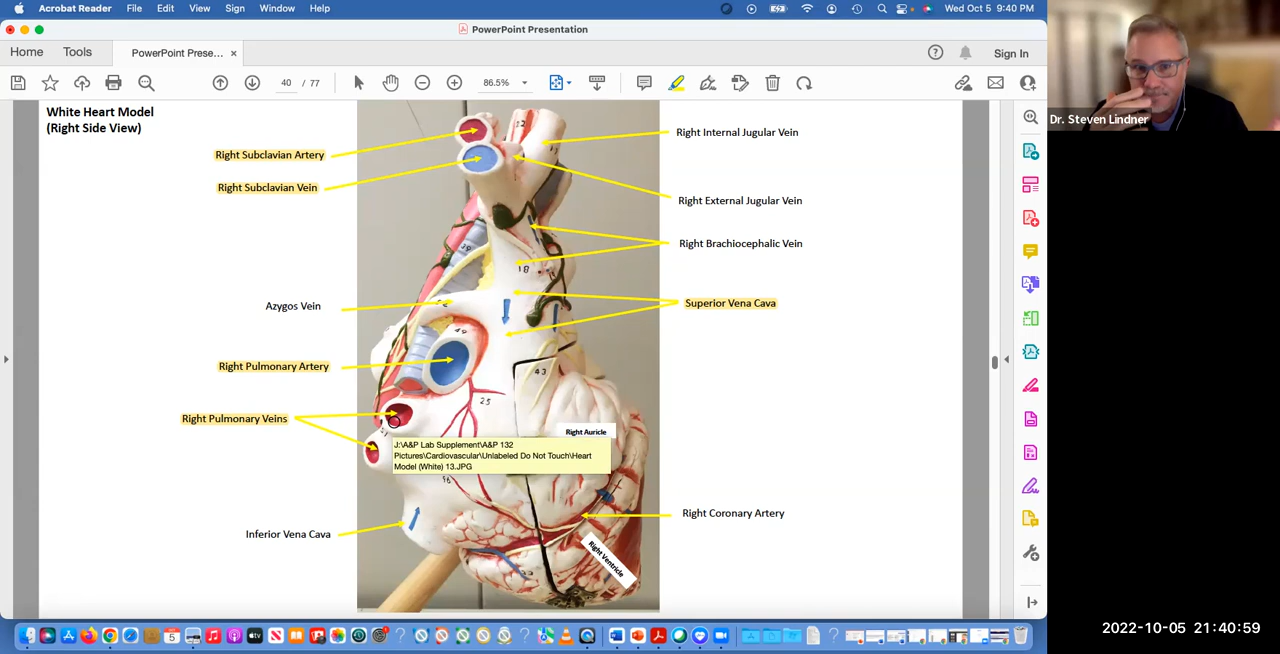 Acrobat Reader File Edit View Sign Window Help
Wed Oct 5 9:40 PM
PowerPoint Presentation
Home Tools PowerPoint Prese... × Sign In
40 / 77 86.5%
White Heart Model
(Right Side View)
Right Subclavian Artery
Right Subclavian Vein
Azygos Vein
Right Pulmonary Artery
Right Pulmonary Veins
Inferior Vena Cava
Right Internal Jugular Vein
Right External Jugular Vein
Right Brachiocephalic Vein
Superior Vena Cava
Right Coronary Artery
18
49
43
25
Right Auricle
J:\A&P Lab Supplement\A&P 132
Pictures\Cardiovascular\Unlabeled Do Not Touch\Heart
Model (White) 13.JPG
Right Ventricle
Dr. Steven Lindner
2022-10-05 21:40:59